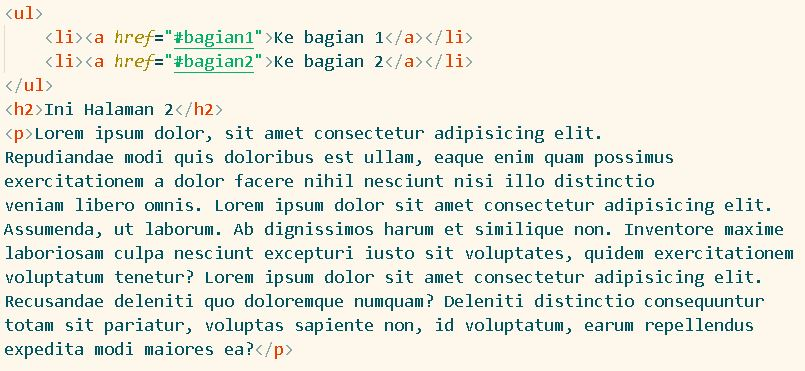 <ul>
    <li><a href="#bagian1">Ke bagian 1</a></li>
    <li><a href="#bagian2">Ke bagian 2</a></li>
</ul>
<h2>Ini Halaman 2</h2>
<p>Lorem ipsum dolor, sit amet consectetur adipisicing elit.
Repudiandae modi quis doloribus est ullam, eaque enim quam possimus
exercitationem a dolor facere nihil nesciunt nisi illo distinctio
veniam libero omnis. Lorem ipsum dolor sit amet consectetur adipisicing elit.
Assumenda, ut laborum. Ab dignissimos harum et similique non. Inventore maxime
laboriosam culpa nesciunt excepturi iusto sit voluptates, quidem exercitationem
voluptatum tenetur? Lorem ipsum dolor sit amet consectetur adipisicing elit.
Recusandae deleniti quo doloremque numquam? Deleniti distinctio consequuntur
totam sit pariatur, voluptas sapiente non, id voluptatum, earum repellendus
expedita modi maiores ea?</p>